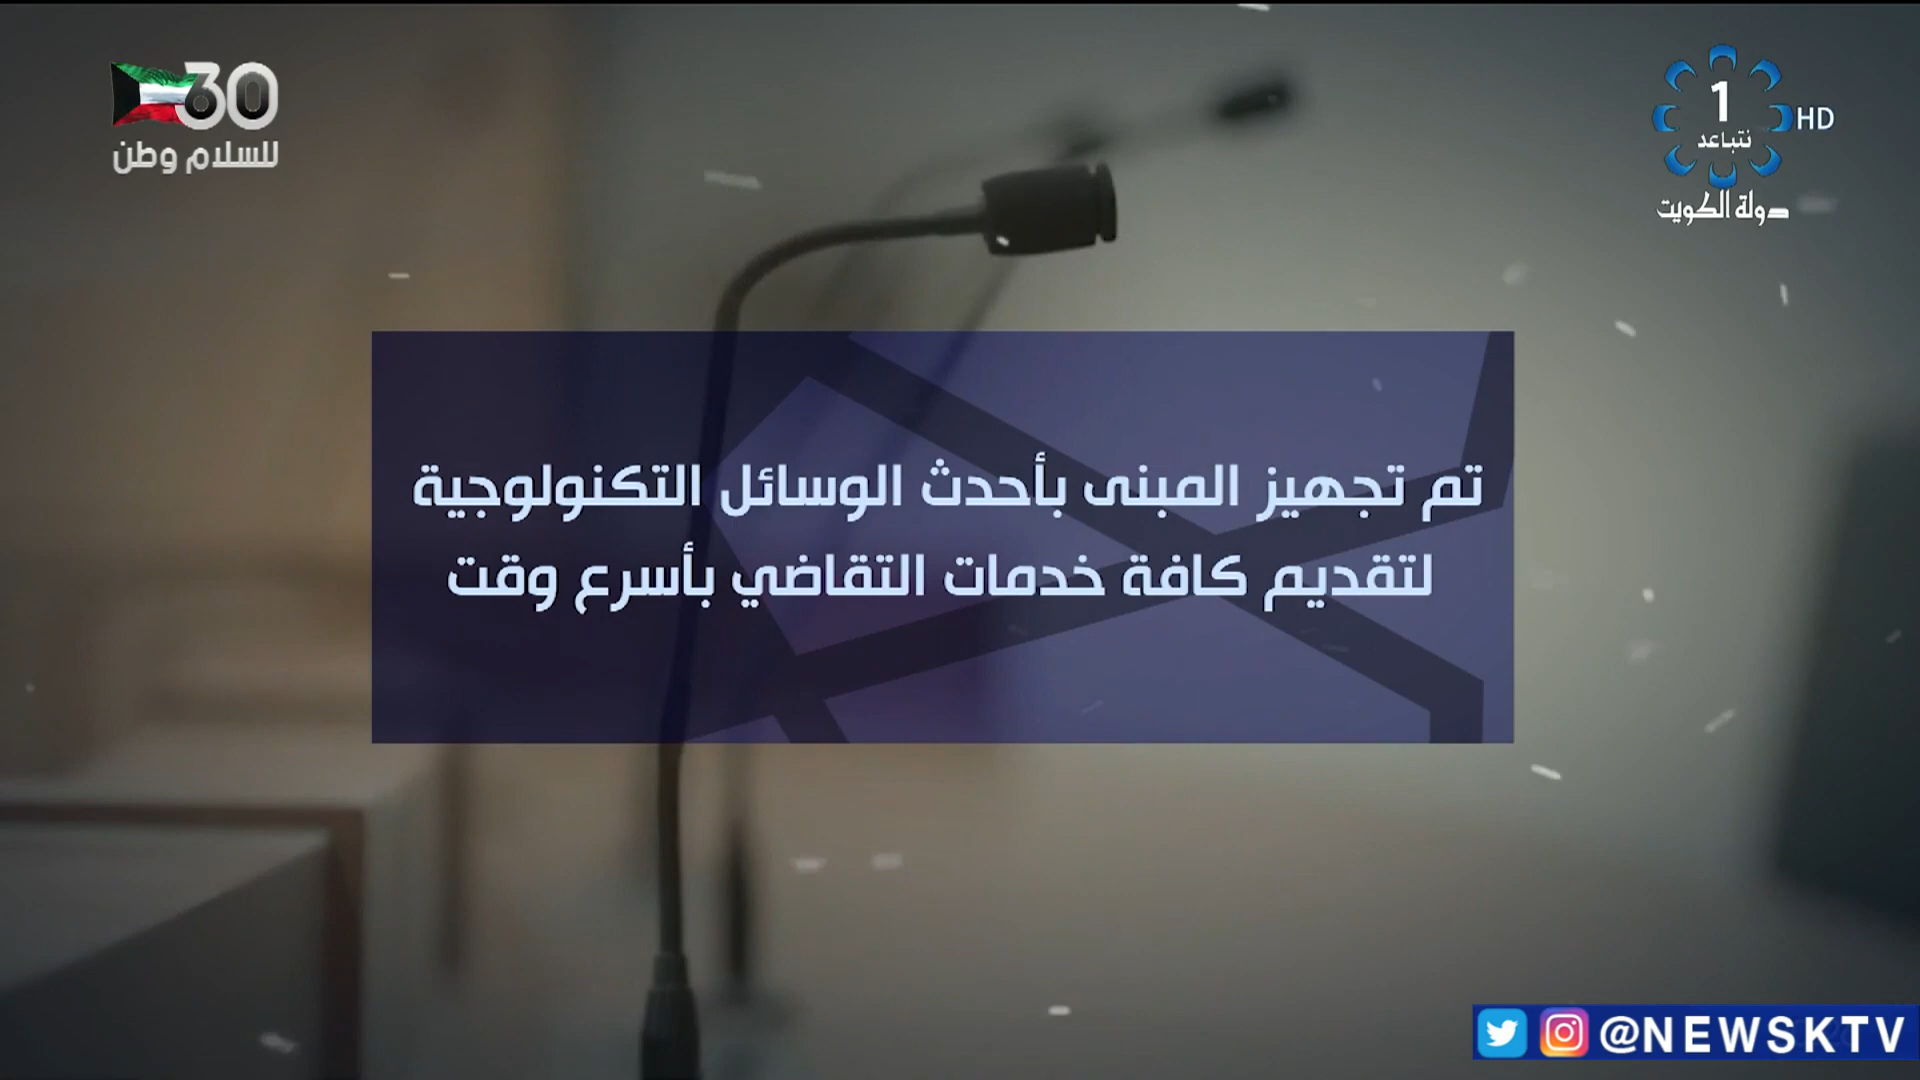 30
للسلام وطن
1
نتباعد
HD
دولة الكويت
تم تجهيز المبنى بأحدث الوسائل التكنولوجية
لتقديم كافة خدمات التقاضي بأسرع وقت
@NEWSKTV